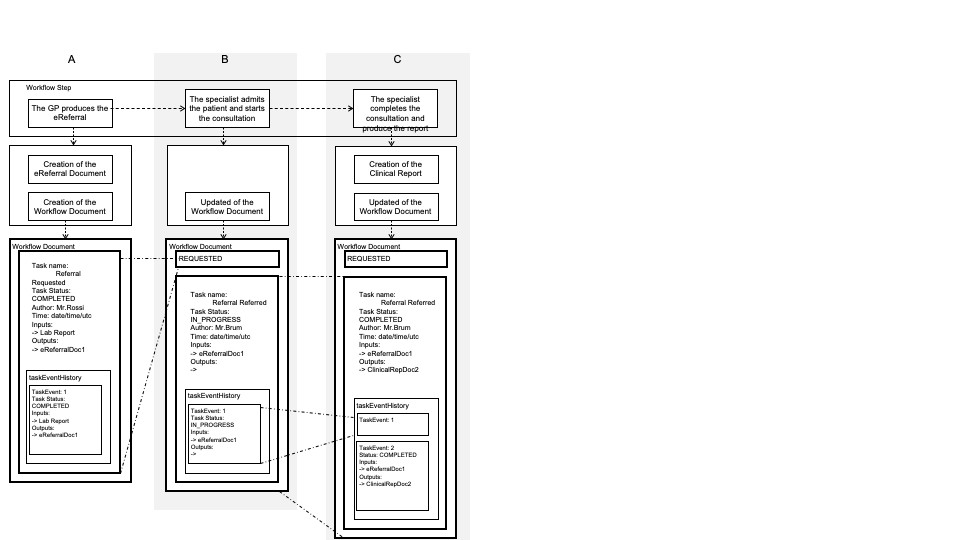 A
B
C
Workflow Step
The GP produces the
eReferral
The specialist admits
the patient and starts
the consultation
The specialist
completes the
consultation and
produce the report
Creation of the
eReferral Document
Creation of the
Workflow Document
Updated of the
Workflow Document
Creation of the
Clinical Report
Updated of the
Workflow Document
Workflow Document
Task name:
Referral
Requested
Task Status:
COMPLETED
Author: Mr.Rossi
Time: date/time/utc
Inputs:
-> Lab Report
Outputs:
-> eReferralDoc1
taskEventHistory
TaskEvent: 1
Task Status:
COMPLETED
Inputs:
-> Lab Report
Outputs:
-> eReferralDoc1
Workflow Document
REQUESTED
Task name:
Referral Referred
Task Status:
IN_PROGRESS
Author: Mr.Brum
Time: date/time/utc
Inputs:
-> eReferralDoc1
Outputs:
->
taskEventHistory
TaskEvent: 1
Task Status:
IN_PROGRESS
Inputs:
-> eReferralDoc1
Outputs:
->
Workflow Document
REQUESTED
Task name:
Referral Referred
Task Status:
COMPLETED
Author: Mr.Brum
Time: date/time/utc
Inputs:
-> eReferralDoc1
Outputs:
-> ClinicalRepDoc2
taskEventHistory
TaskEvent: 1
TaskEvent: 2
Status: COMPLETED
Inputs:
-> eReferralDoc1
Outputs:
-> ClinicalRepDoc2